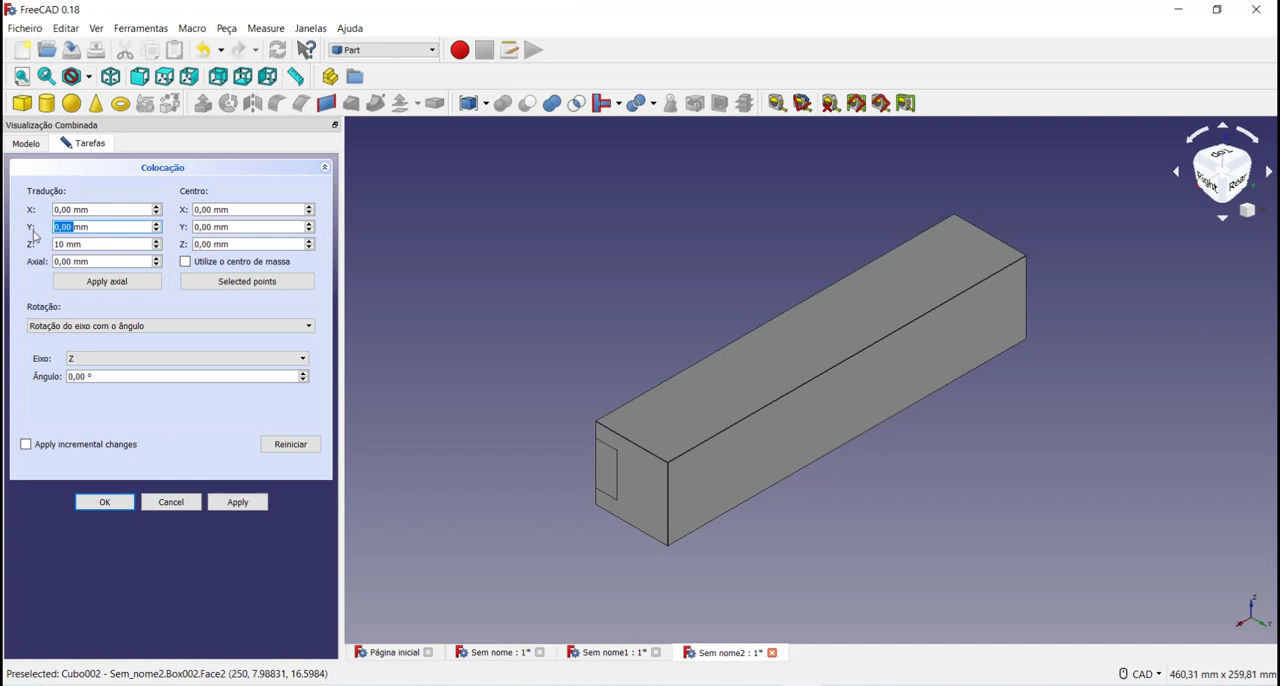 FreeCAD 0.18
Ficheiro Editar Ver Ferramentas Macro Peça Measure Janelas Ajuda
Part
Visualização Combinada
Modelo Tarefas
Colocação
Tradução: Centro:
X: 0,00 mm X: 0,00 mm
Y: 0,00 mm Y: 0,00 mm
Z: 10 mm Z: 0,00 mm
Axial: 0,00 mm Utilize o centro de massa
Apply axial Selected points
Rotação:
Rotação do eixo com o ângulo
Eixo: Z
Ângulo: 0,00 °
Apply incremental changes Reiniciar
OK Cancel Apply
Top
Right Rear
Z
Y
Página inicial Sem nome : 1* Sem nome1 : 1* Sem nome2 : 1*
Preselected: Cubo002 - Sem_nome2.Box002.Face2 (250, 7.98831, 16.5984) CAD 460,31 mm x 259,81 mm